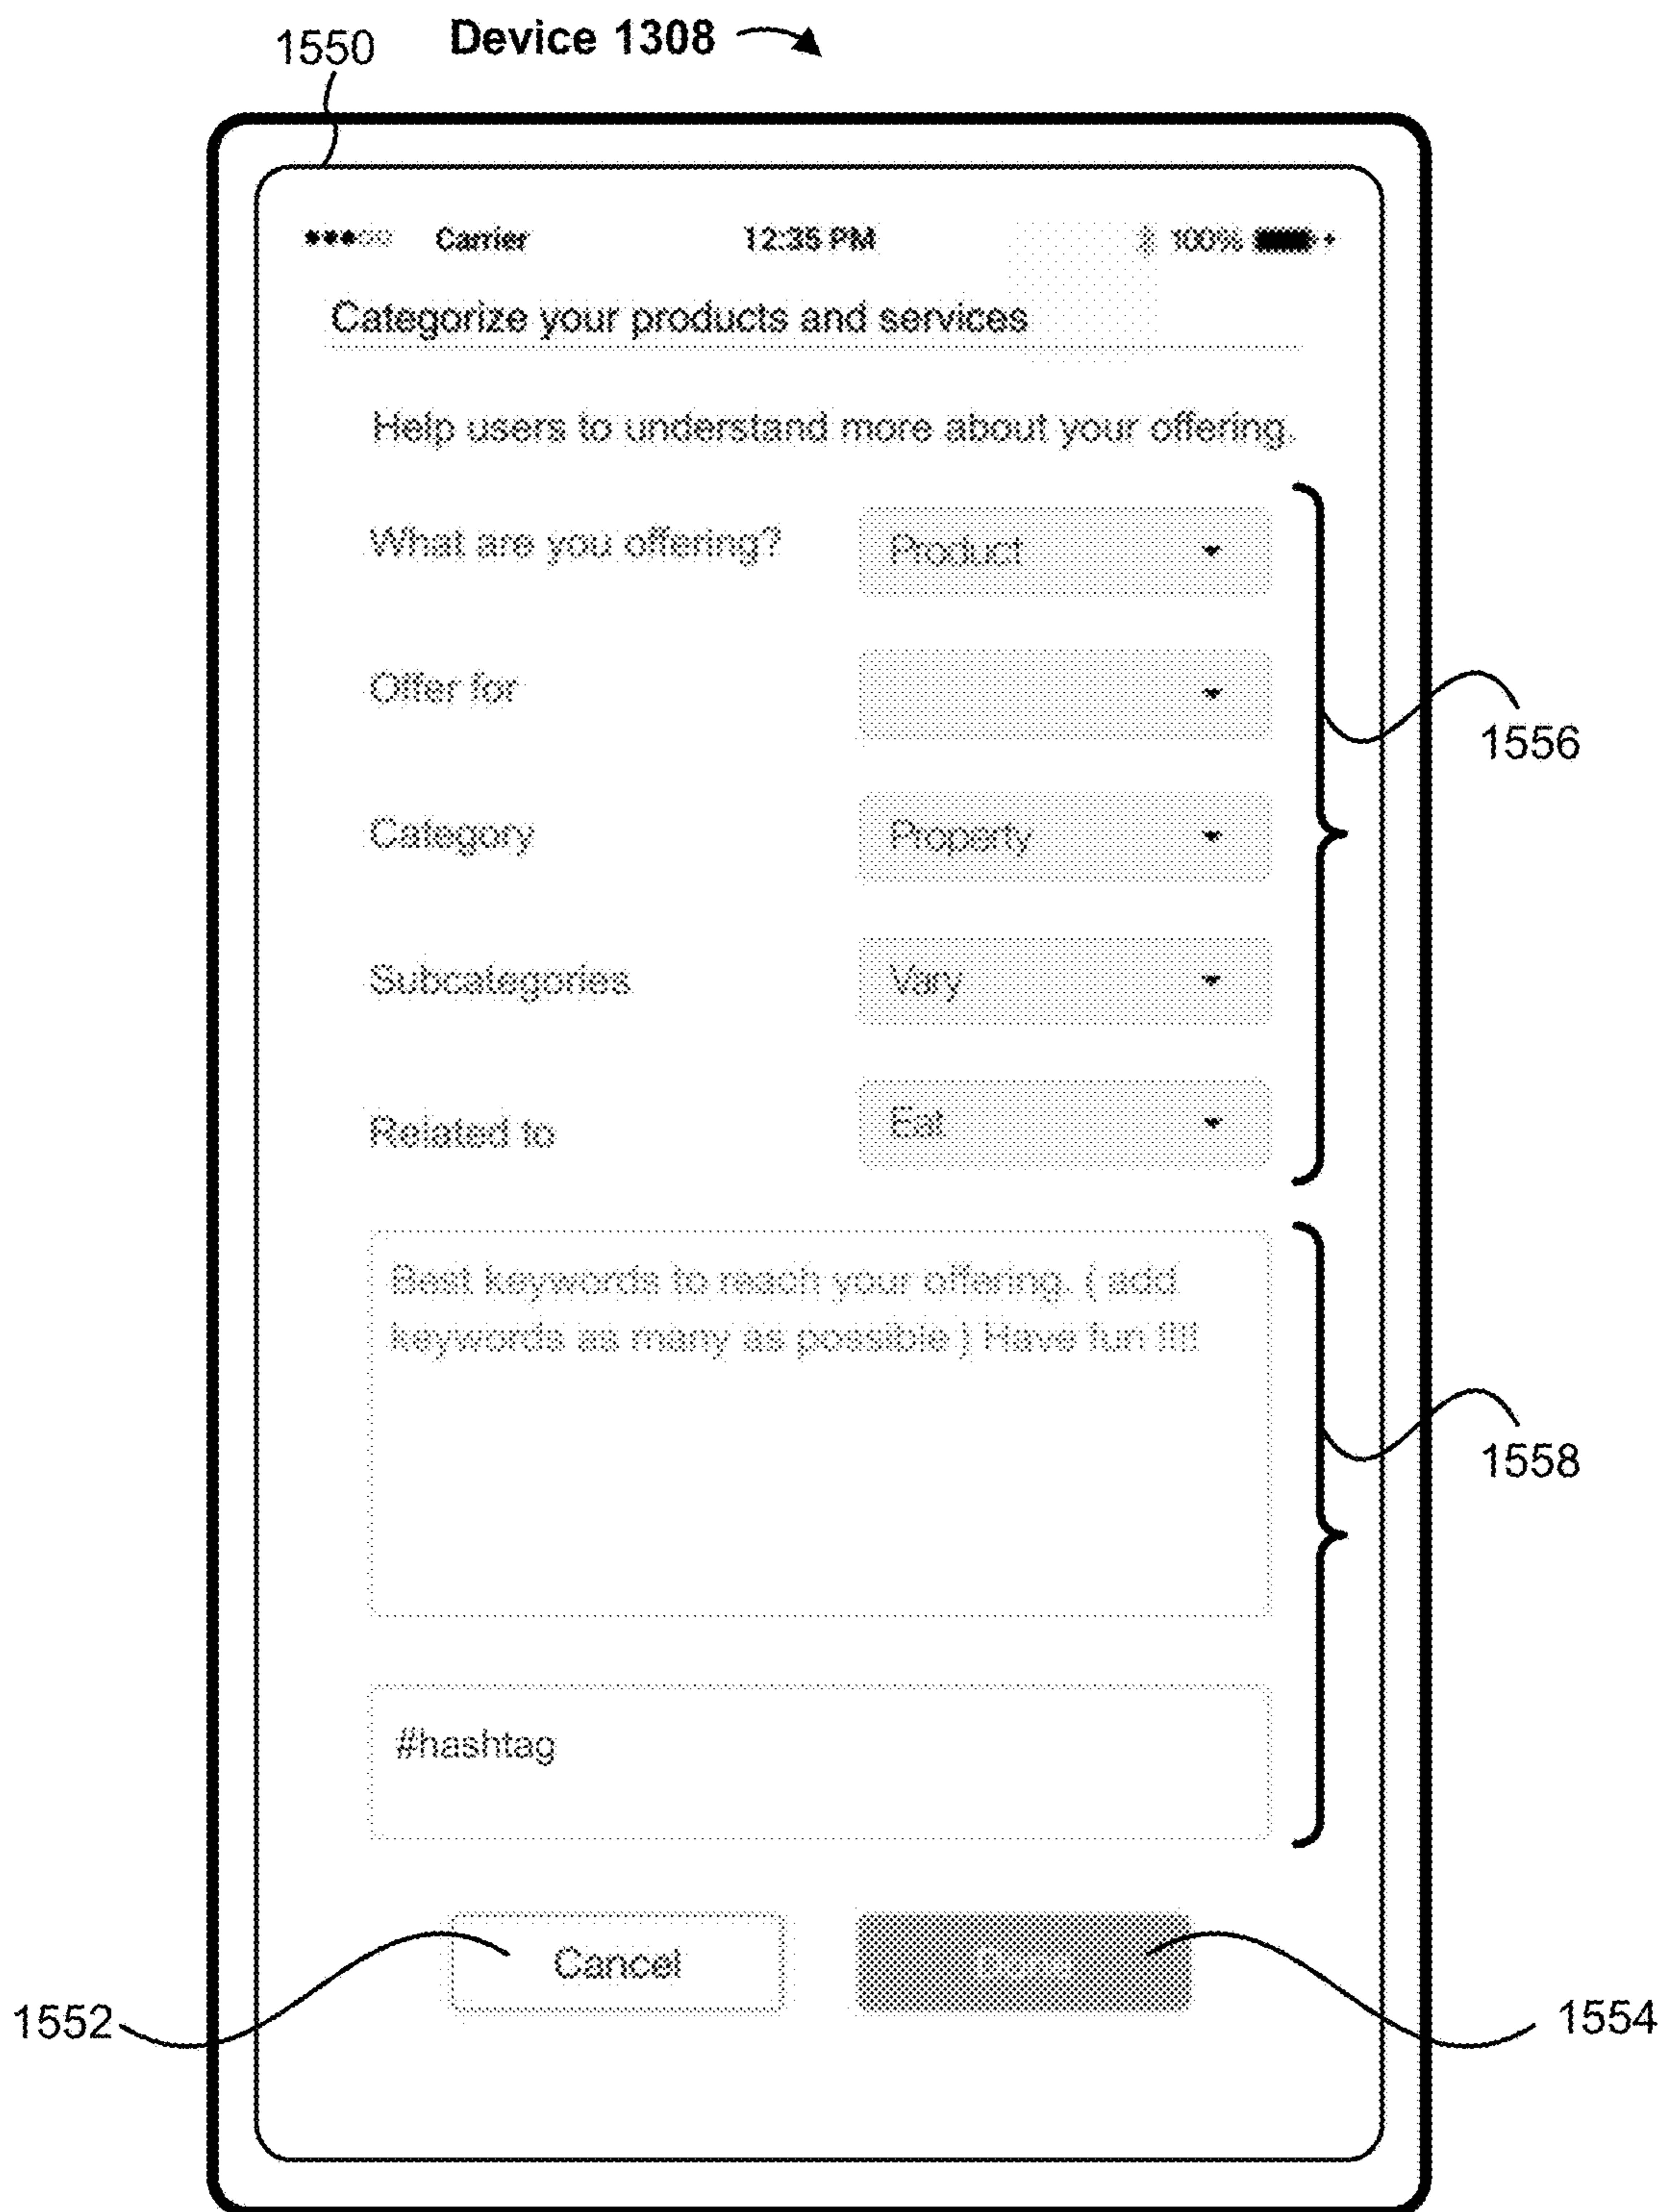 1550 Device 1308
Carrier 12:35 PM 100%
Categorize your products and services
Help users to understand more about your offering.
What are you offering? Product
Offer for
1556
Category Property
Subcategories Vary
Related to Eat
Best keywords to reach your offering. ( add
keywords as many as possible ) Have fun !!!!
1558
#hashtag
Cancel
1552
1554